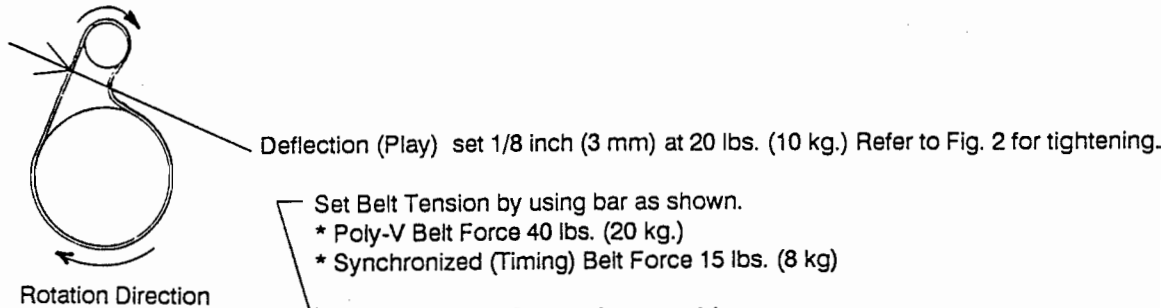 Deflection (Play) set 1/8 inch (3 mm) at 20 lbs. (10 kg.) Refer to Fig. 2 for tightening.
Set Belt Tension by using bar as shown.
* Poly-V Belt Force 40 lbs. (20 kg.)
* Synchronized (Timing) Belt Force 15 lbs. (8 kg)
Rotation Direction